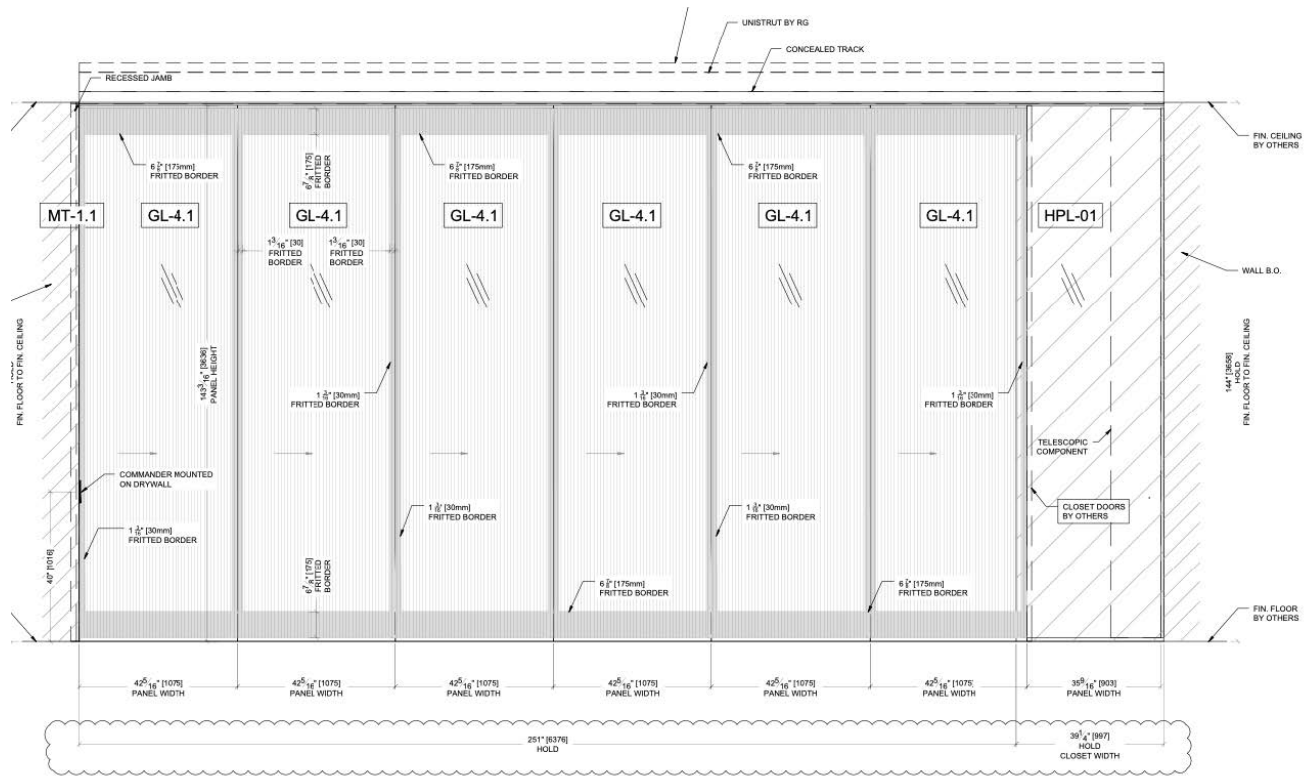 UNISTRUT BY RG
CONCEALED TRACK
RECESSED JAMB
FIN. CEILING
BY OTHERS
6 7/8" [175mm]
FRITTED BORDER
6 7/8" [175]
FRITTED
BORDER
6 7/8" [175mm]
FRITTED BORDER
6 7/8" [175mm]
FRITTED BORDER
MT-1.1
GL-4.1
GL-4.1
GL-4.1
GL-4.1
GL-4.1
GL-4.1
HPL-01
1 3/16" [30]
FRITTED
BORDER
1 3/16" [30]
FRITTED
BORDER
WALL B.O.
FIN. FLOOR TO FIN. CEILING
143 3/16" [3636]
PANEL HEIGHT
144" [3658]
HOLD
FIN. FLOOR TO FIN. CEILING
1 3/16" [30mm]
FRITTED BORDER
1 3/16" [30mm]
FRITTED BORDER
1 3/16" [30mm]
FRITTED BORDER
TELESCOPIC
COMPONENT
COMMANDER MOUNTED
ON DRYWALL
CLOSET DOORS
BY OTHERS
1 3/16" [30mm]
FRITTED BORDER
1 3/16" [30mm]
FRITTED BORDER
1 3/16" [30mm]
FRITTED BORDER
40" [1016]
6 7/8" [175]
FRITTED
BORDER
6 7/8" [175mm]
FRITTED BORDER
6 7/8" [175mm]
FRITTED BORDER
FIN. FLOOR
BY OTHERS
42 5/16" [1075]
PANEL WIDTH
42 5/16" [1075]
PANEL WIDTH
42 5/16" [1075]
PANEL WIDTH
42 5/16" [1075]
PANEL WIDTH
42 5/16" [1075]
PANEL WIDTH
42 5/16" [1075]
PANEL WIDTH
35 9/16" [903]
PANEL WIDTH
251" [6376]
HOLD
39 1/4" [997]
HOLD
CLOSET WIDTH